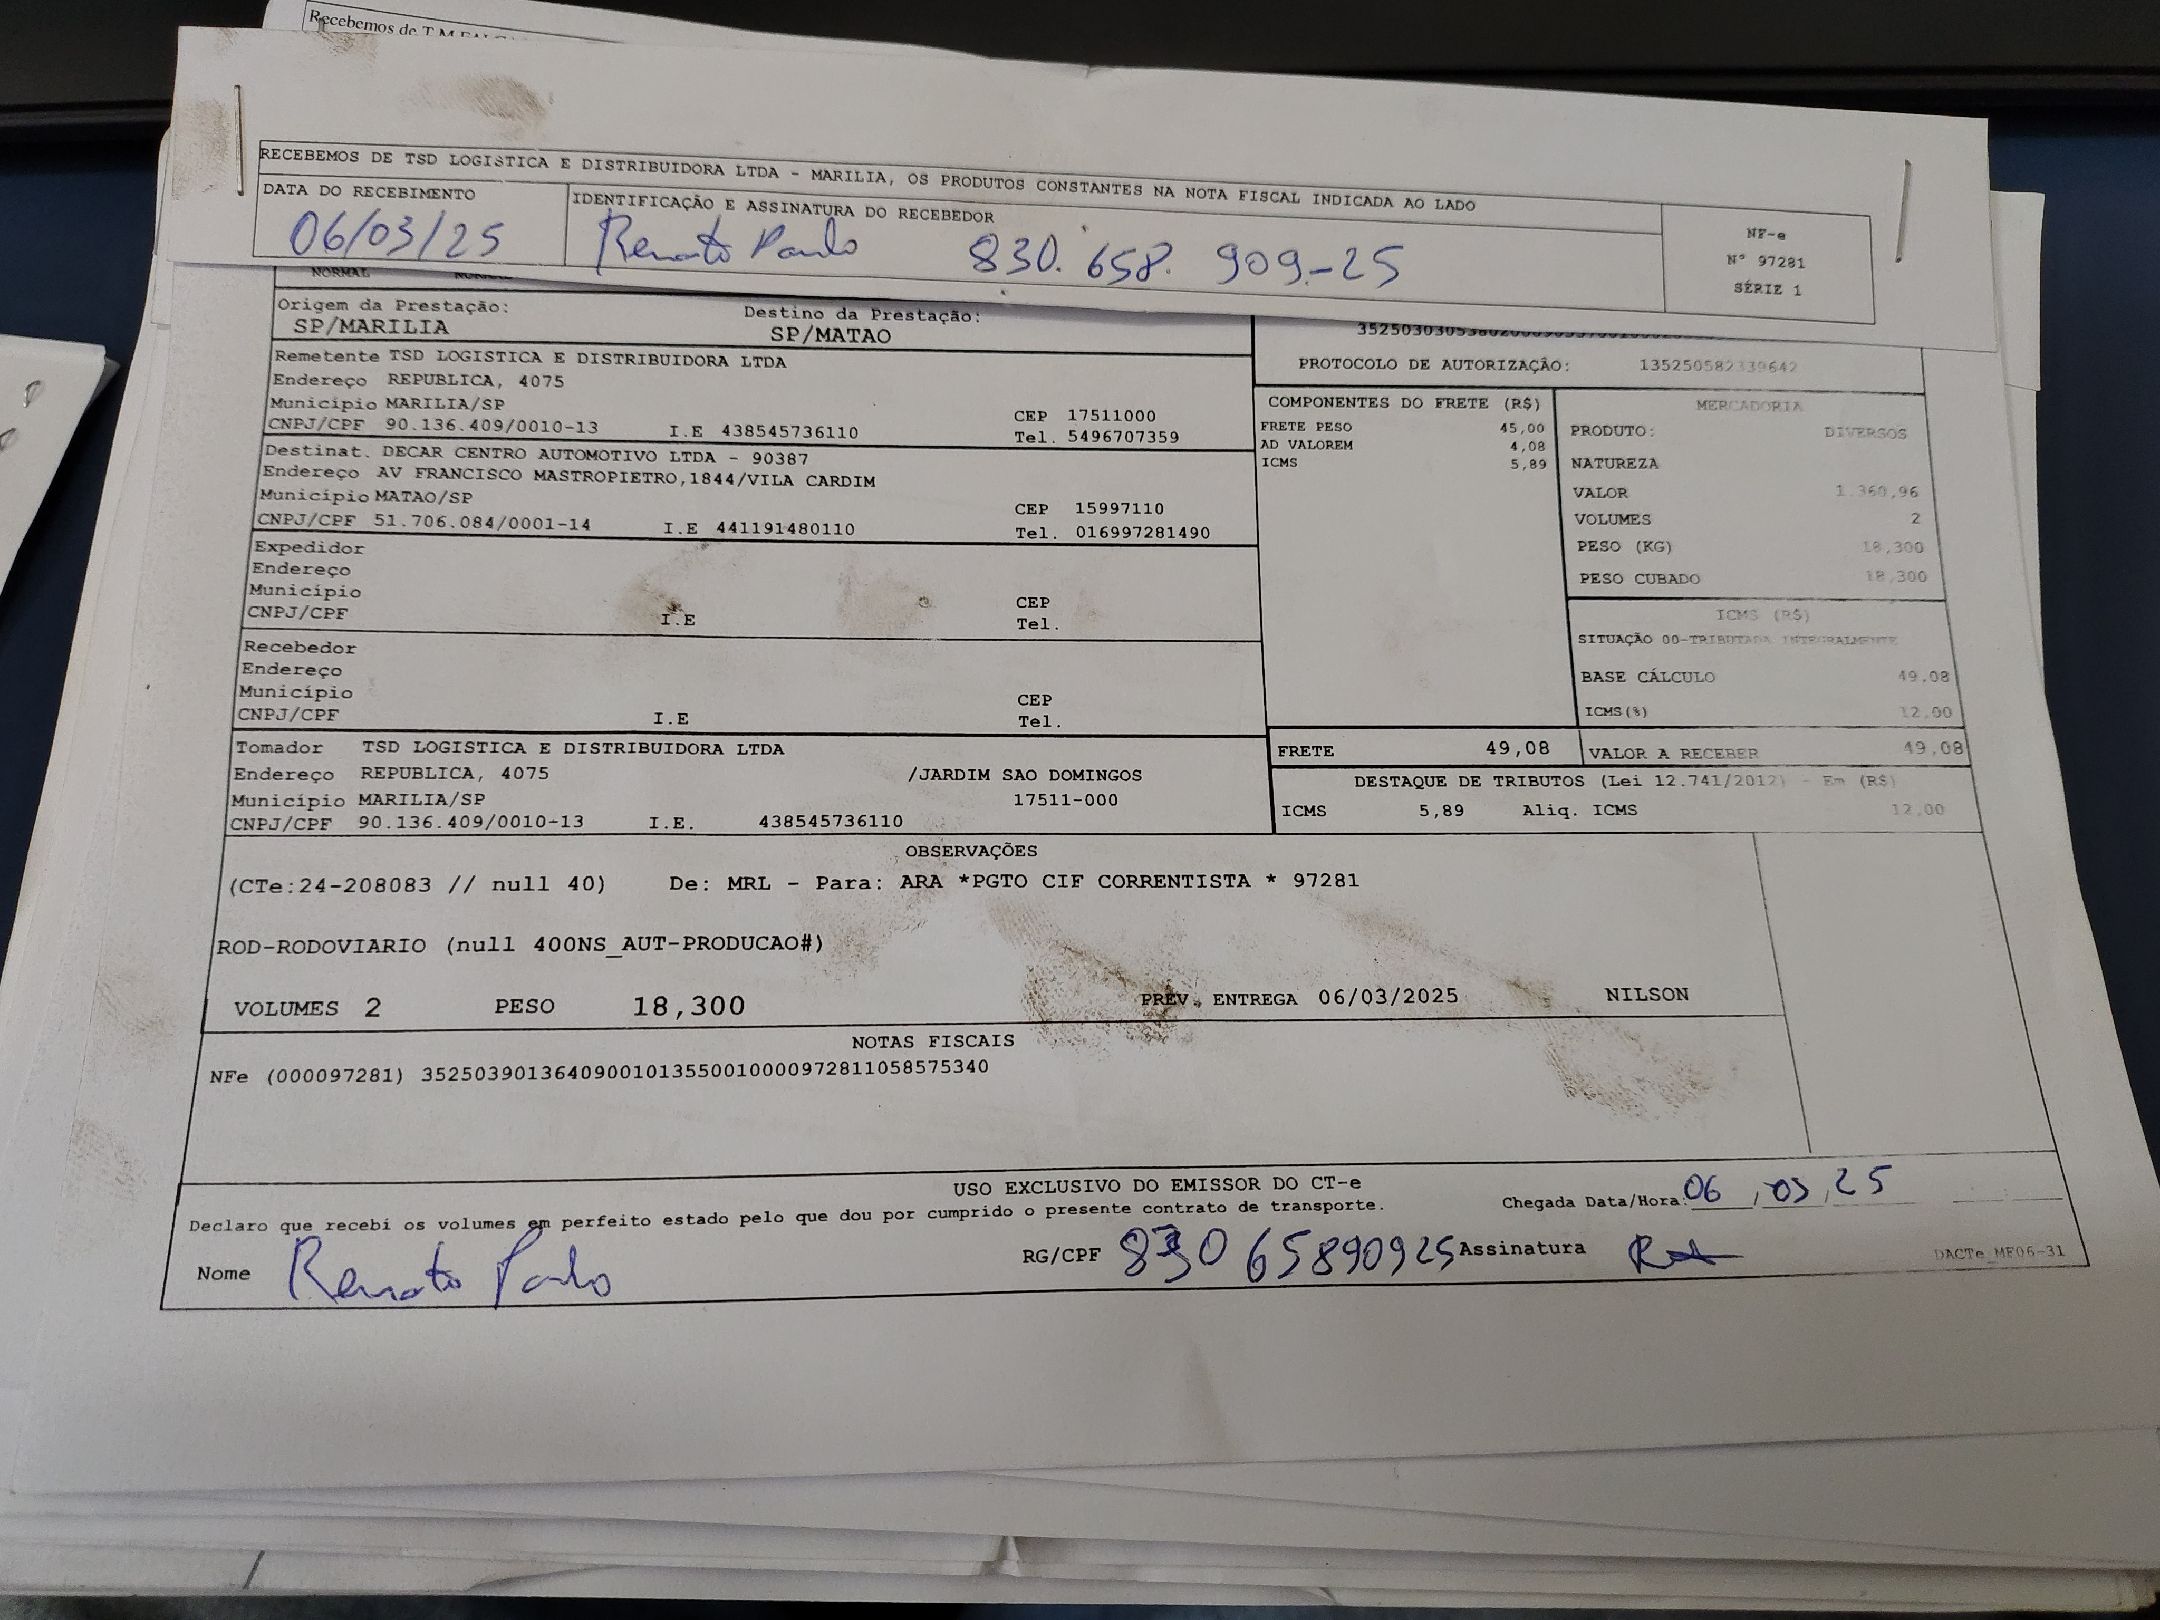 Recebemos de T.M.
RECEBEMOS DE TSD LOGISTICA E DISTRIBUIDORA LTDA - MARILIA, OS PRODUTOS CONSTANTES NA NOTA FISCAL INDICADA AO LADO
DATA DO RECEBIMENTO IDENTIFICAÇÃO E ASSINATURA DO RECEBEDOR
06/03/25 Renato Paulo 830.658.909-25
NF-e
N° 97281
SÉRIE 1
NORMAL
Origem da Prestação: Destino da Prestação:
SP/MARILIA SP/MATAO
Remetente TSD LOGISTICA E DISTRIBUIDORA LTDA
Endereço REPUBLICA, 4075
Município MARILIA/SP CEP 17511000
CNPJ/CPF 90.136.409/0010-13 I.E 438545736110 Tel. 5496707359
Destinat. DECAR CENTRO AUTOMOTIVO LTDA - 90387
Endereço AV FRANCISCO MASTROPIETRO,1844/VILA CARDIM
Município MATAO/SP CEP 15997110
CNPJ/CPF 51.706.084/0001-14 I.E 441191480110 Tel. 016997281490
Expedidor
Endereço
Município CEP
CNPJ/CPF I.E Tel.
Recebedor
Endereço
Município CEP
CNPJ/CPF I.E Tel.
Tomador TSD LOGISTICA E DISTRIBUIDORA LTDA
Endereço REPUBLICA, 4075 /JARDIM SAO DOMINGOS
Município MARILIA/SP 17511-000
CNPJ/CPF 90.136.409/0010-13 I.E. 438545736110
PROTOCOLO DE AUTORIZAÇÃO: 135250582339642
COMPONENTES DO FRETE (R$)
FRETE PESO 45,00
AD VALOREM 4,08
ICMS 5,89
MERCADORIA
PRODUTO: DIVERSOS
NATUREZA
VALOR 1.360,96
VOLUMES 2
PESO (KG) 18,300
PESO CUBADO 18,300
ICMS (R$)
SITUAÇÃO 00-TRIBUTADA INTEGRALMENTE
BASE CÁLCULO 49,08
ICMS(%) 12,00
FRETE 49,08 VALOR A RECEBER 49,08
DESTAQUE DE TRIBUTOS (Lei 12.741/2012) - Em (R$)
ICMS 5,89 Aliq. ICMS 12,00
OBSERVAÇÕES
(CTe:24-208083 // null 40) De: MRL - Para: ARA *PGTO CIF CORRENTISTA * 97281
ROD-RODOVIARIO (null 400NS_AUT-PRODUCAO#)
VOLUMES 2 PESO 18,300 PREV. ENTREGA 06/03/2025 NILSON
NOTAS FISCAIS
NFe (000097281) 35250390136409001013550010000972811058575340
USO EXCLUSIVO DO EMISSOR DO CT-e
Declaro que recebi os volumes em perfeito estado pelo que dou por cumprido o presente contrato de transporte. Chegada Data/Hora: 06/03/25
Nome Renato Paulo RG/CPF 83065890925 Assinatura
DACTe_MF06-31